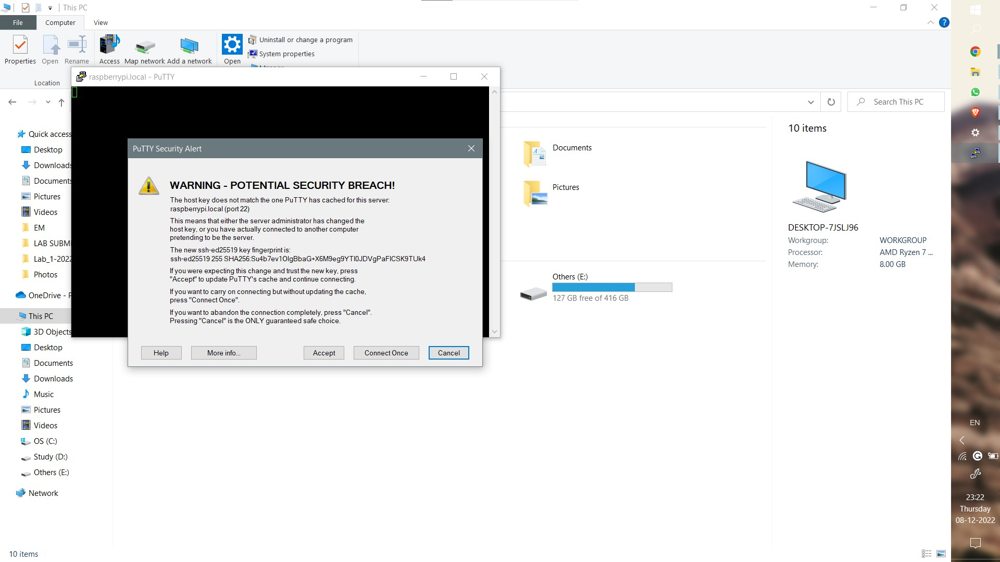 This PC
File
Computer
View
Properties
Open
Rename
Access
Map network
Add a network
Open
Uninstall or change a program
System properties
Location
raspberrypi.local - PuTTY
Search This PC
Quick access
Desktop
Downloads
Documents
Pictures
Videos
EM
LAB SUBM
Lab_1-2022
Photos
OneDrive - P
This PC
3D Objects
Desktop
Documents
Downloads
Music
Pictures
Videos
OS (C:)
Study (D:)
Others (E:)
Network
10 items
PuTTY Security Alert
WARNING - POTENTIAL SECURITY BREACH!
The host key does not match the one PuTTY has cached for this server:
raspberrypi.local (port 22)
This means that either the server administrator has changed the
host key, or you have actually connected to another computer
pretending to be the server.
The new ssh-ed25519 key fingerprint is:
ssh-ed25519 255 SHA256:Su4b7ev1OIgBbaG+X6M9eg9YTI0JDVgPaFICSK9TUk4
If you were expecting this change and trust the new key, press
"Accept" to update PuTTY's cache and continue connecting.
If you want to carry on connecting but without updating the cache,
press "Connect Once".
If you want to abandon the connection completely, press "Cancel".
Pressing "Cancel" is the ONLY guaranteed safe choice.
Help
More info...
Accept
Connect Once
Cancel
Documents
Pictures
Others (E:)
127 GB free of 416 GB
10 items
DESKTOP-7JSLJ96
Workgroup: WORKGROUP
Processor: AMD Ryzen 7 ...
Memory: 8.00 GB
EN
23:22
Thursday
08-12-2022